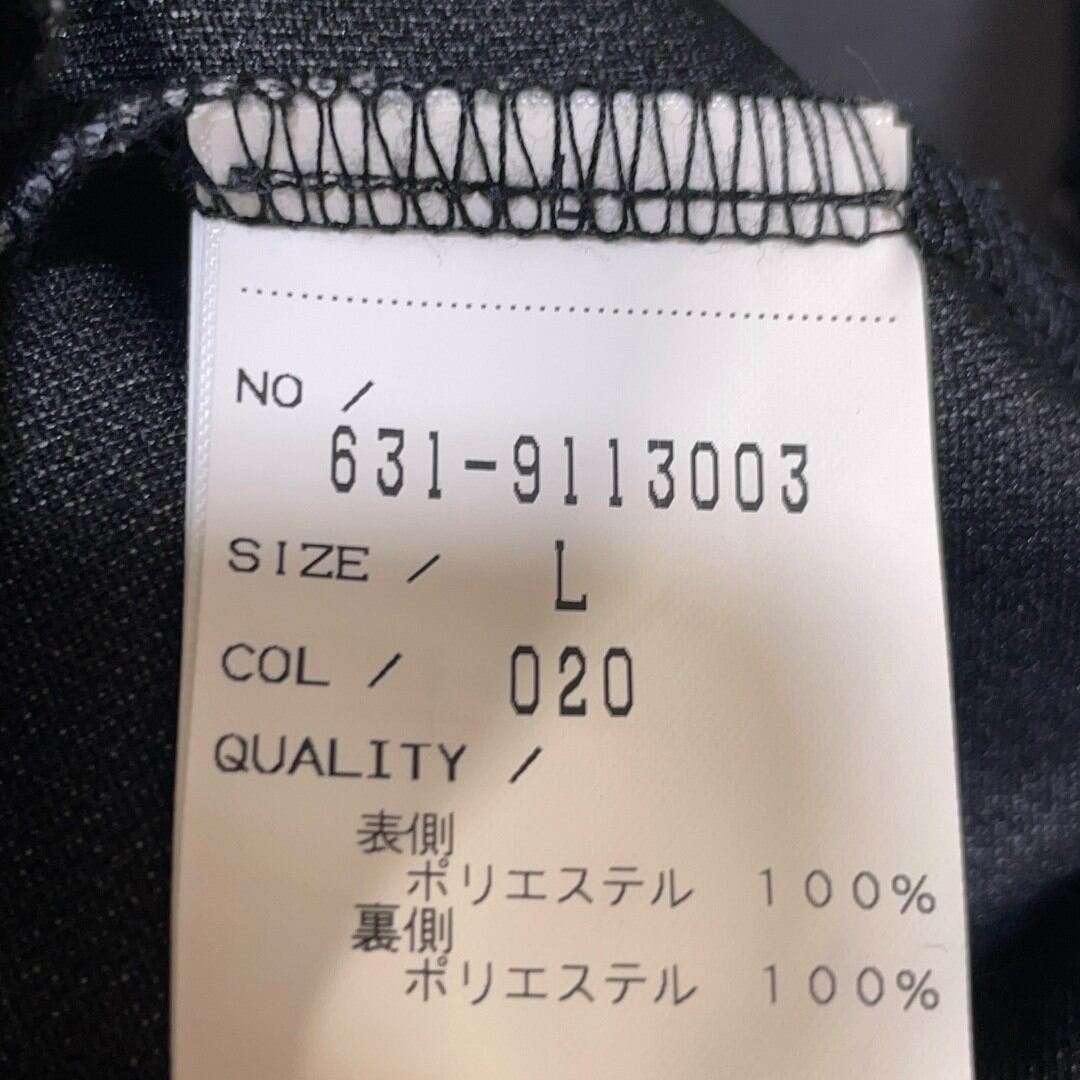 NO /
631-9113003
SIZE / L
COL / 020
QUALITY /
表側
ポリエステル 100%
裏側
ポリエステル 100%